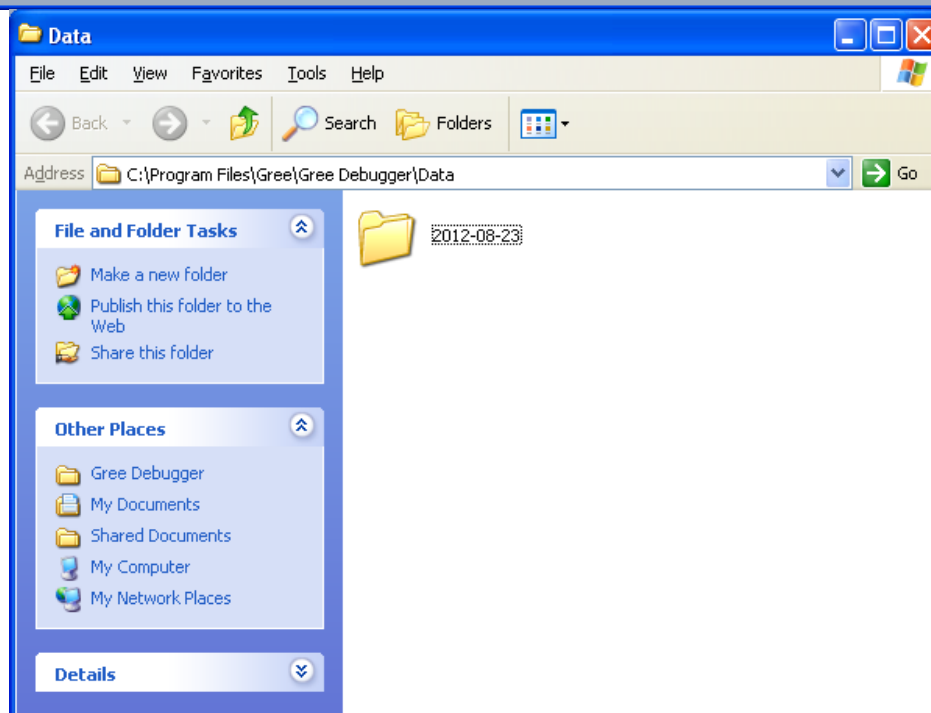 Data
File Edit View Favorites Tools Help
Back Search Folders
Address C:\Program Files\Gree\Gree Debugger\Data Go
File and Folder Tasks
Make a new folder
Publish this folder to the
Web
Share this folder
Other Places
Gree Debugger
My Documents
Shared Documents
My Computer
My Network Places
Details
2012-08-23